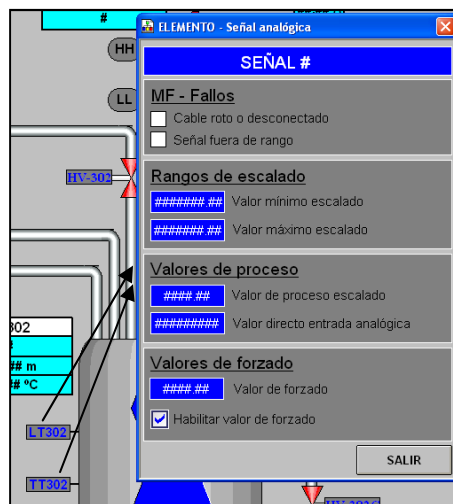 #
ELEMENTO - Señal analógica
HH
SEÑAL #
LL
MF - Fallos
Cable roto o desconectado
Señal fuera de rango
HV-302
Rangos de escalado
#######.## Valor mínimo escalado
#######.## Valor máximo escalado
Valores de proceso
####.## Valor de proceso escalado
######### Valor directo entrada analógica
302
## m
## ºC
Valores de forzado
####.## Valor de forzado
Habilitar valor de forzado
LT302
SALIR
TT302